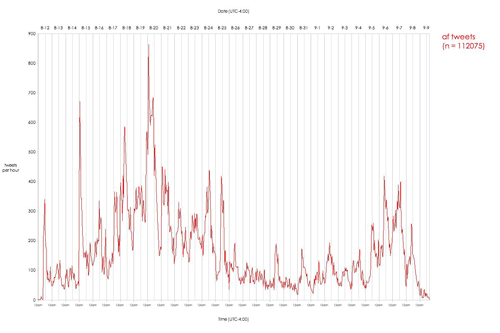 Date (UTC-4:00)
8-12 8-13 8-14 8-15 8-16 8-17 8-18 8-19 8-20 8-21 8-22 8-23 8-24 8-25 8-26 8-27 8-28 8-29 8-30 8-31 9-1 9-2 9-3 9-4 9-5 9-6 9-7 9-8 9-9
all tweets
(n = 112075)
900
800
700
600
500
tweets
per hour
400
300
200
100
0
Time (UTC-4:00)